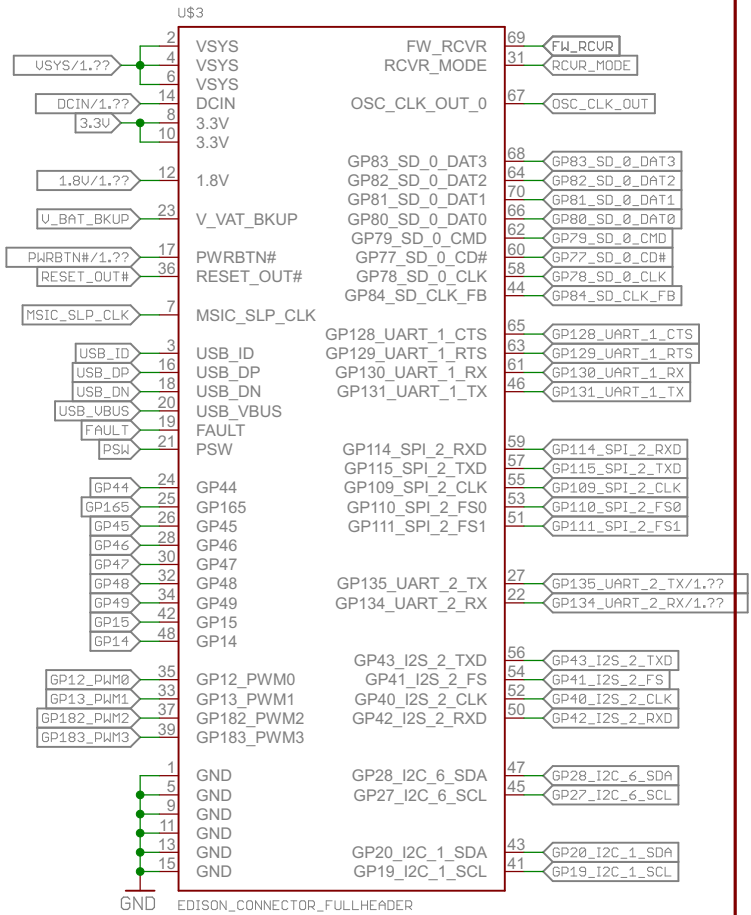 U$3
VSYS/1.?? 2 VSYS FW_RCVR 69 FW_RCVR
4 VSYS RCVR_MODE 31 RCVR_MODE
6 VSYS
DCIN/1.?? 14 DCIN OSC_CLK_OUT_0 67 OSC_CLK_OUT
3.3V 8 3.3V
10 3.3V
GP83_SD_0_DAT3 68 GP83_SD_0_DAT3
1.8V/1.?? 12 1.8V GP82_SD_0_DAT2 64 GP82_SD_0_DAT2
GP81_SD_0_DAT1 70 GP81_SD_0_DAT1
V_BAT_BKUP 23 V_VAT_BKUP GP80_SD_0_DAT0 66 GP80_SD_0_DAT0
GP79_SD_0_CMD 62 GP79_SD_0_CMD
PWRBTN#/1.?? 17 PWRBTN# GP77_SD_0_CD# 60 GP77_SD_0_CD#
RESET_OUT# 36 RESET_OUT# GP78_SD_0_CLK 58 GP78_SD_0_CLK
GP84_SD_CLK_FB 44 GP84_SD_CLK_FB
MSIC_SLP_CLK 7 MSIC_SLP_CLK
GP128_UART_1_CTS 65 GP128_UART_1_CTS
USB_ID 3 USB_ID GP129_UART_1_RTS 63 GP129_UART_1_RTS
USB_DP 16 USB_DP GP130_UART_1_RX 61 GP130_UART_1_RX
USB_DN 18 USB_DN GP131_UART_1_TX 46 GP131_UART_1_TX
USB_VBUS 20 USB_VBUS
FAULT 19 FAULT
PSW 21 PSW GP114_SPI_2_RXD 59 GP114_SPI_2_RXD
GP115_SPI_2_TXD 57 GP115_SPI_2_TXD
GP44 24 GP44 GP109_SPI_2_CLK 55 GP109_SPI_2_CLK
GP165 25 GP165 GP110_SPI_2_FS0 53 GP110_SPI_2_FS0
GP45 26 GP45 GP111_SPI_2_FS1 51 GP111_SPI_2_FS1
GP46 28 GP46
GP47 30 GP47
GP48 32 GP48 GP135_UART_2_TX 27 GP135_UART_2_TX/1.??
GP49 34 GP49 GP134_UART_2_RX 22 GP134_UART_2_RX/1.??
GP15 42 GP15
GP14 48 GP14
GP43_I2S_2_TXD 56 GP43_I2S_2_TXD
GP12_PWM0 35 GP12_PWM0 GP41_I2S_2_FS 54 GP41_I2S_2_FS
GP13_PWM1 33 GP13_PWM1 GP40_I2S_2_CLK 52 GP40_I2S_2_CLK
GP182_PWM2 37 GP182_PWM2 GP42_I2S_2_RXD 50 GP42_I2S_2_RXD
GP183_PWM3 39 GP183_PWM3
1 GND GP28_I2C_6_SDA 47 GP28_I2C_6_SDA
5 GND GP27_I2C_6_SCL 45 GP27_I2C_6_SCL
9 GND
11 GND
13 GND GP20_I2C_1_SDA 43 GP20_I2C_1_SDA
15 GND GP19_I2C_1_SCL 41 GP19_I2C_1_SCL
GND EDISON_CONNECTOR_FULLHEADER